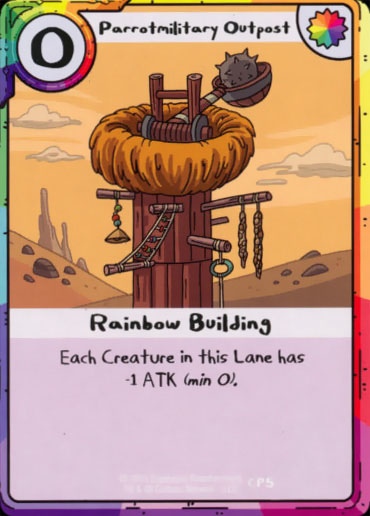 0
Parrotmilitary Outpost
Rainbow Building
Each Creature in this Lane has
-1 ATK (min 0).
CP5